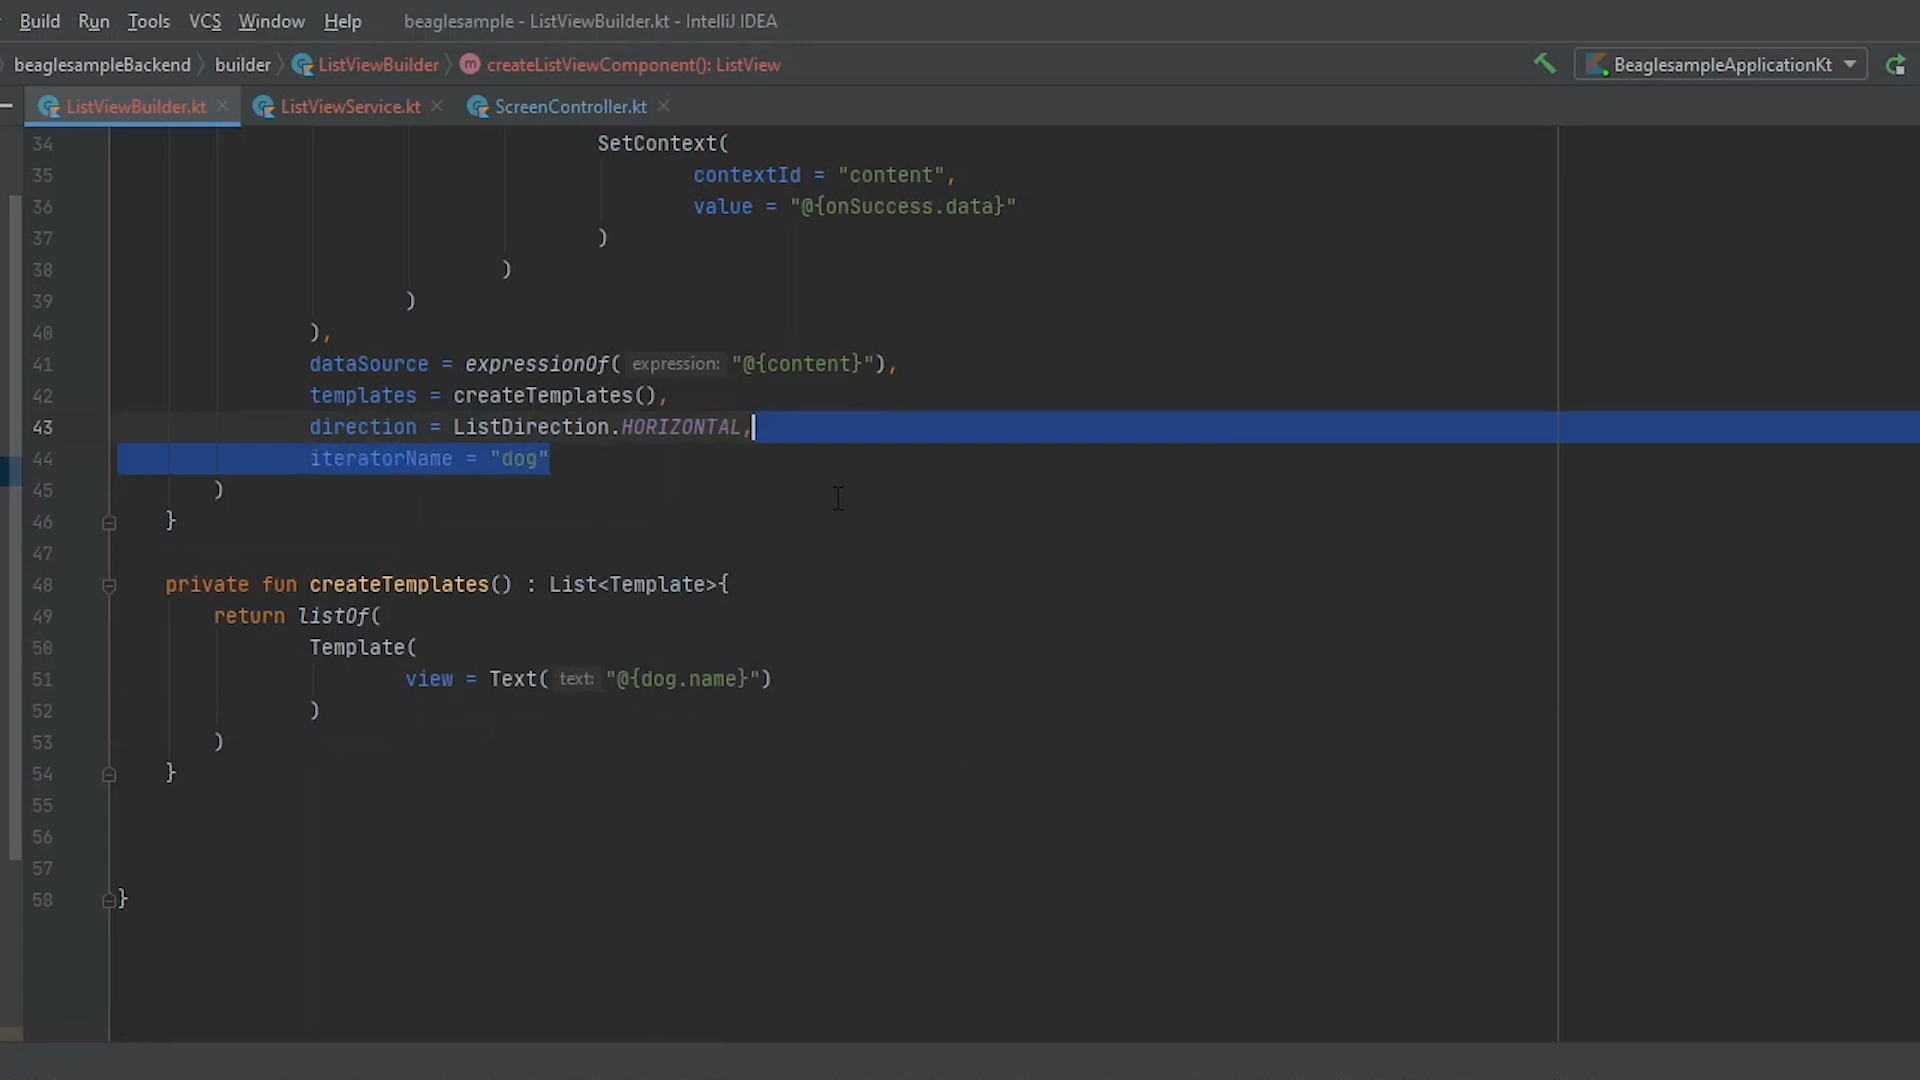 Build Run Tools VCS Window Help beaglesample - ListViewBuilder.kt - IntelliJ IDEA
beaglesampleBackend builder ListViewBuilder m createListViewComponent(): ListView BeaglesampleApplicationKt
ListViewBuilder.kt ListViewService.kt ScreenController.kt
34 SetContext(
35 contextId = "content",
36 value = "@{onSuccess.data}"
37 )
38 )
39 )
40 ),
41 dataSource = expressionOf( expression: "@{content}"),
42 templates = createTemplates(),
43 direction = ListDirection.HORIZONTAL,
44 iteratorName = "dog"
45 )
46 }
47
48 private fun createTemplates() : List<Template>{
49 return listOf(
50 Template(
51 view = Text( text: "@{dog.name}")
52 )
53 )
54 }
55
56
57
58 }